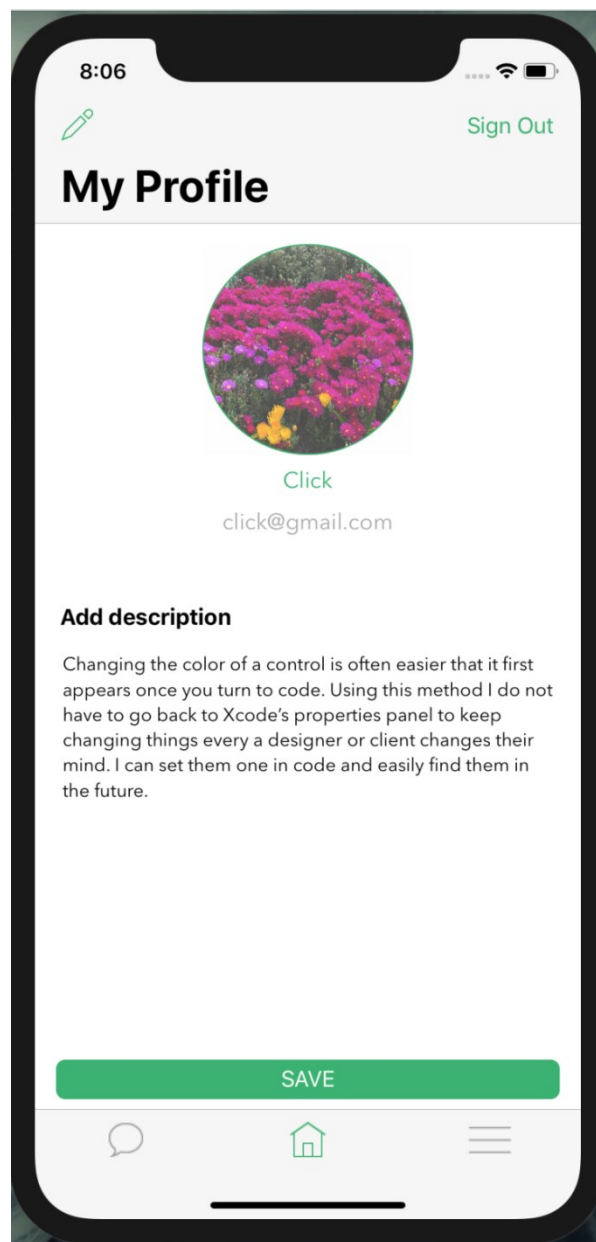 8:06
Sign Out
My Profile
Click
click@gmail.com
Add description
Changing the color of a control is often easier that it first
appears once you turn to code. Using this method I do not
have to go back to Xcode’s properties panel to keep
changing things every a designer or client changes their
mind. I can set them one in code and easily find them in
the future.
SAVE